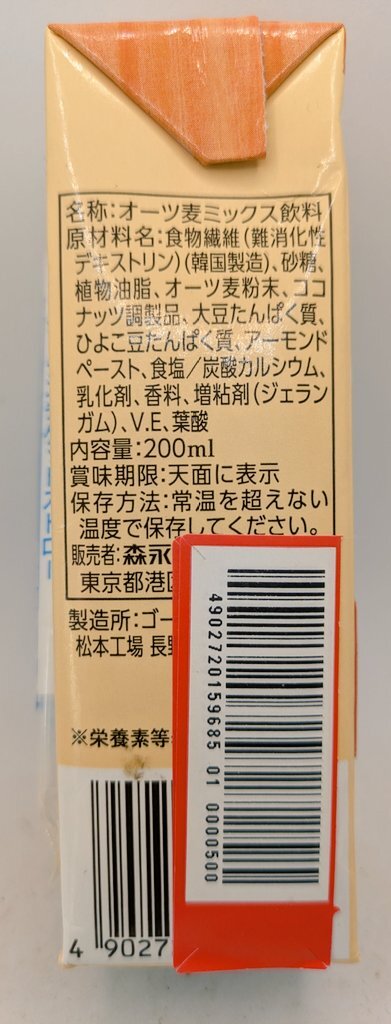 名称:オーツ麦ミックス飲料
原材料名:食物繊維(難消化性
デキストリン)(韓国製造)、砂糖、
植物油脂、オーツ麦粉末、ココ
ナッツ調製品、大豆たんぱく質、
ひよこ豆たんぱく質、アーモンド
ペースト、食塩/炭酸カルシウム、
乳化剤、香料、増粘剤(ジェラン
ガム)、V.E、葉酸
内容量:200ml
賞味期限:天面に表示
保存方法:常温を超えない
温度で保存してください。
販売者:森永
東京都港区
製造所:ゴー
松本工場 長野
※栄養素等
4 9027
4902720159685 01 0000500